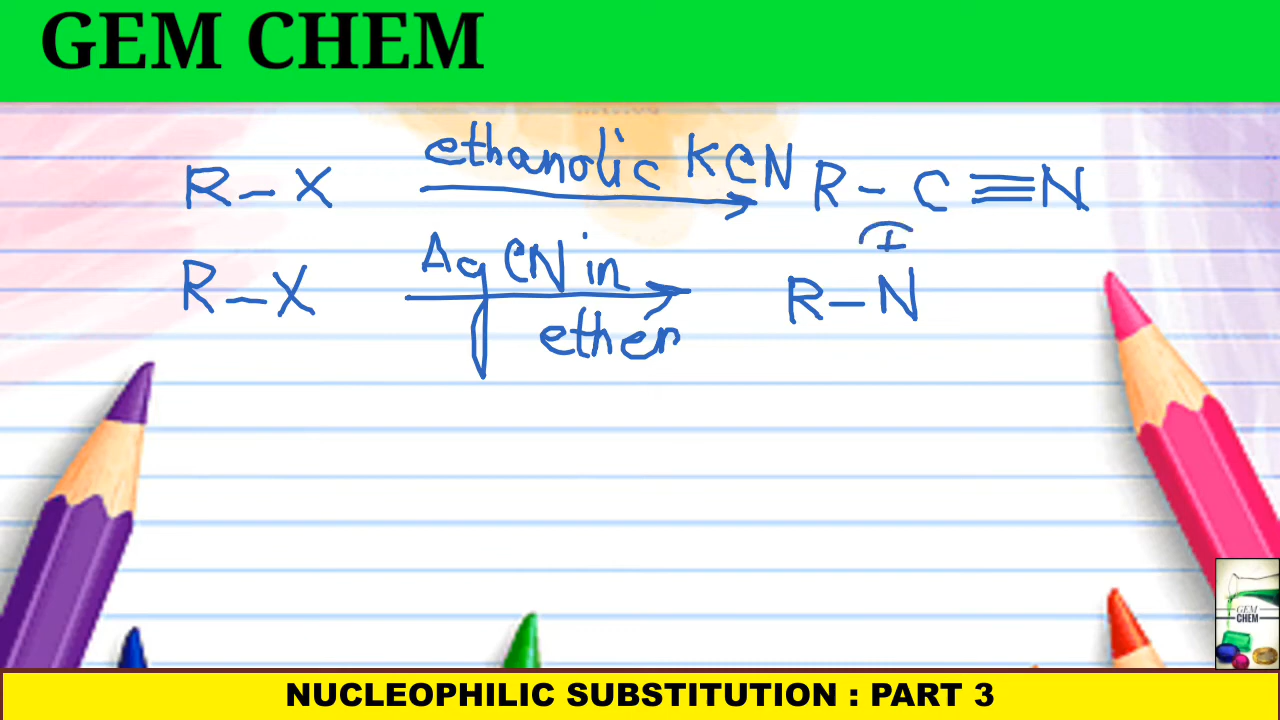 GEM CHEM
R-X ethanolic KCN R-C≡N
R-X AgCN in ether R-N
GEM
CHEM
NUCLEOPHILIC SUBSTITUTION : PART 3